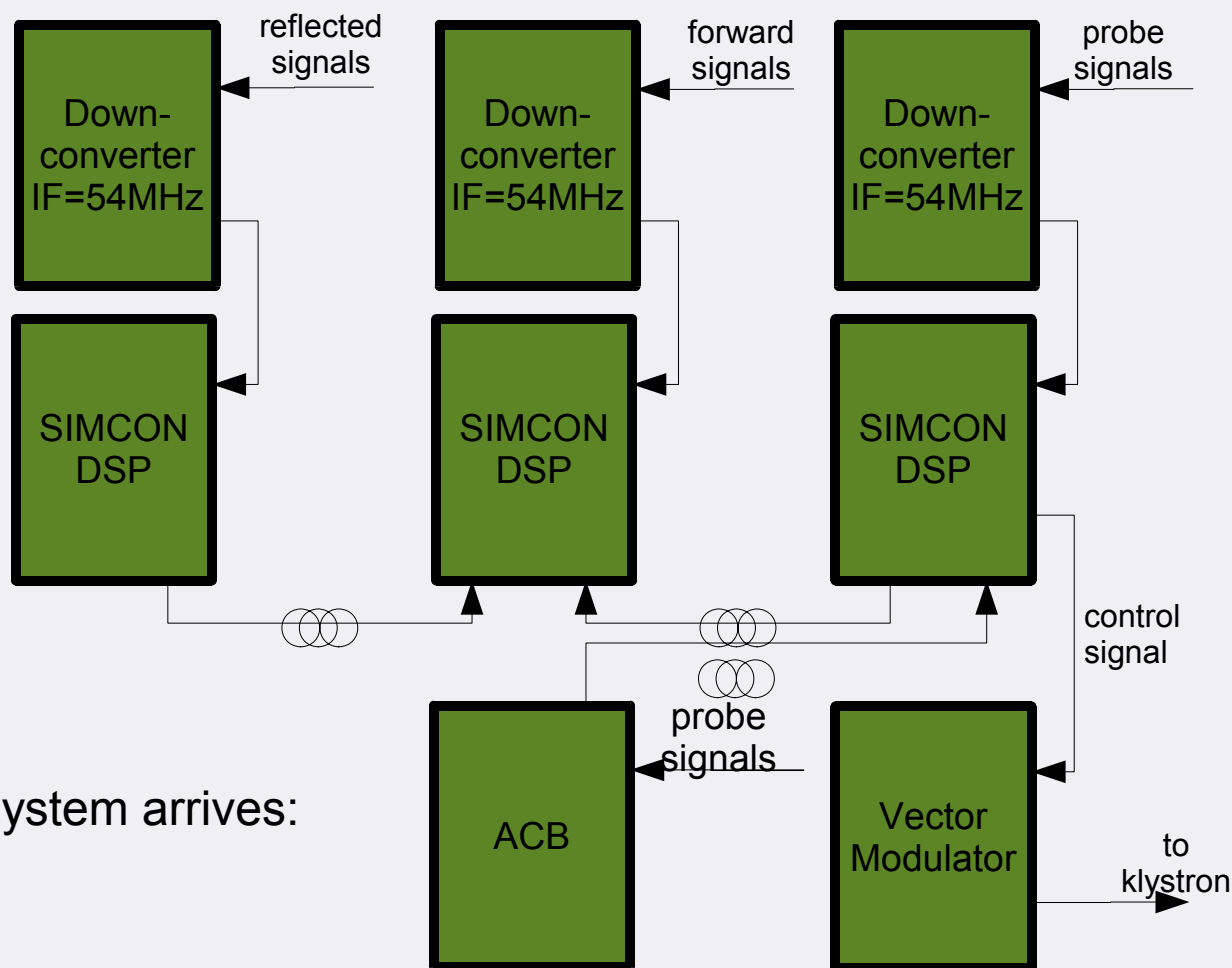 reflected
signals
forward
signals
probe
signals
Down-
converter
IF=54MHz
Down-
converter
IF=54MHz
Down-
converter
IF=54MHz
SIMCON
DSP
SIMCON
DSP
SIMCON
DSP
control
signal
probe
signals
ystem arrives:
ACB
Vector
Modulator
to
klystron